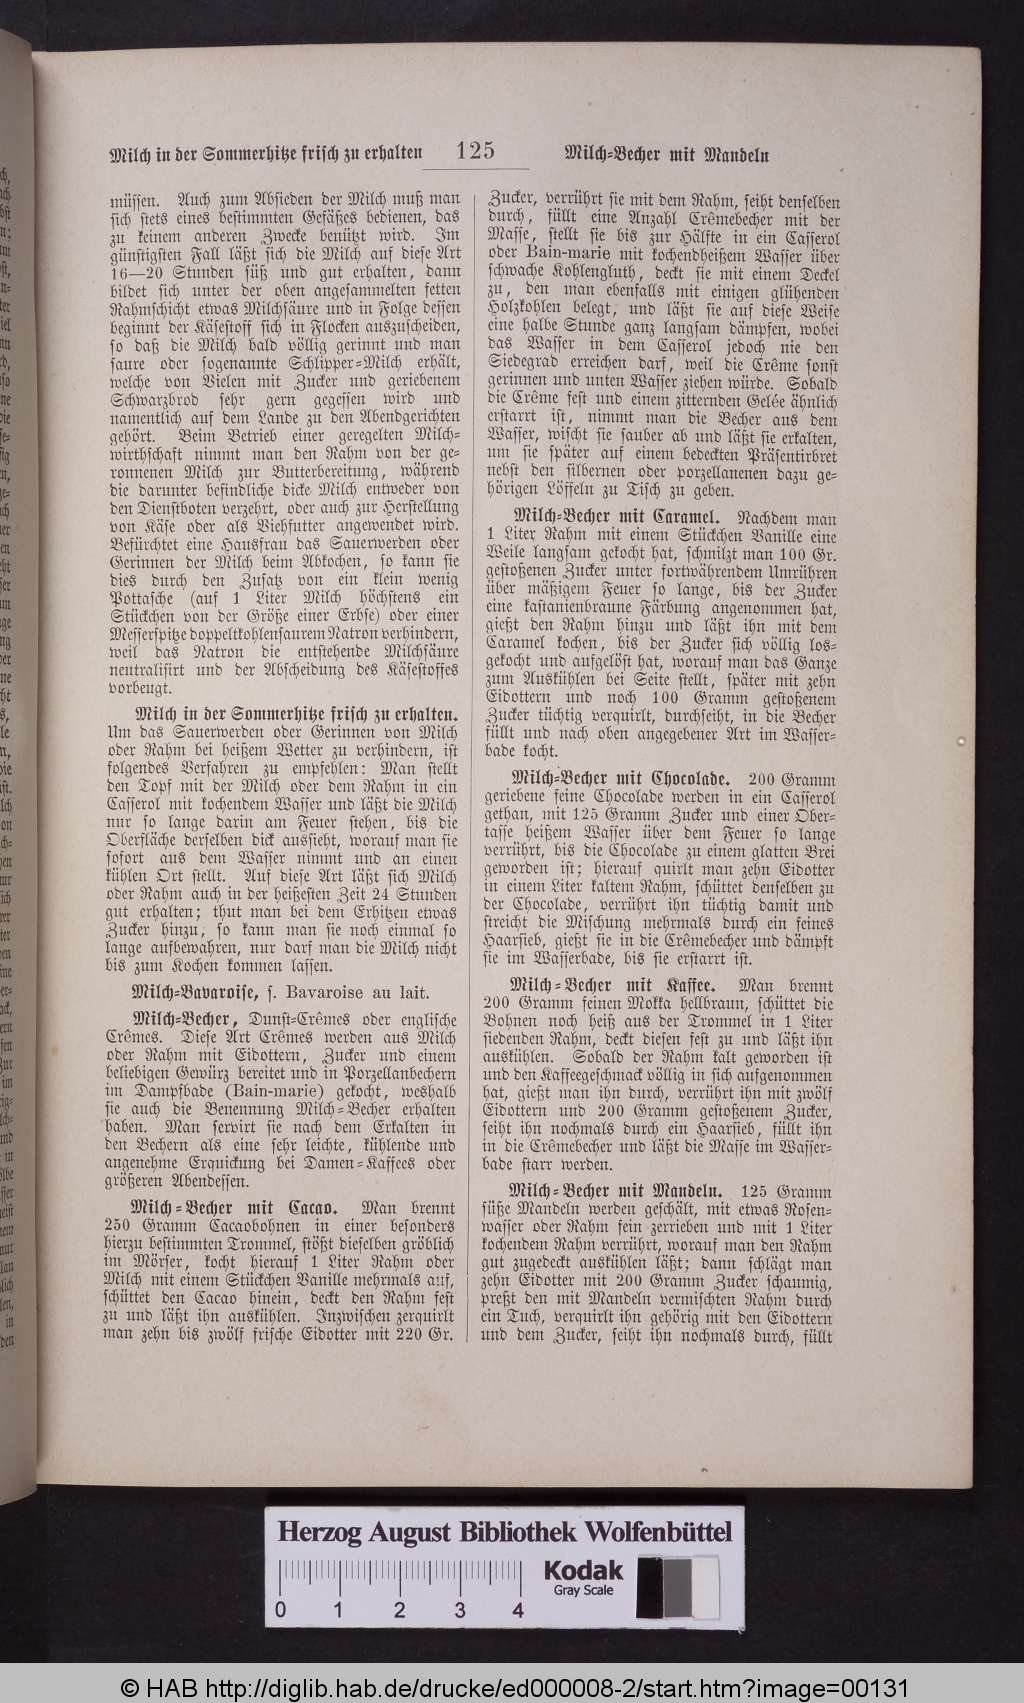 Milch in der Sommerhitze frisch zu erhalten 125 Milch-Becher mit Mandeln
müssen. Auch zum Absieden der Milch muß man
sich stets eines bestimmten Gefäßes bedienen, das
zu keinem anderen Zwecke benützt wird. Im
günstigsten Fall läßt sich die Milch auf diese Art
16—20 Stunden süß und gut erhalten, dann
bildet sich unter der oben angesammelten fetten
Rahmschicht etwas Milchsäure und in Folge dessen
beginnt der Käsestoff sich in Flocken auszuscheiden,
so daß die Milch bald völlig gerinnt und man
saure oder sogenannte Schlipper-Milch erhält,
welche von Vielen mit Zucker und geriebenem
Schwarzbrod sehr gern gegessen wird und
namentlich auf dem Lande zu den Abendgerichten
gehört. Beim Betrieb einer geregelten Milch-
wirthschaft nimmt man den Rahm von der ge-
ronnenen Milch zur Butterbereitung, während
die darunter befindliche dicke Milch entweder von
den Dienstboten verzehrt, oder auch zur Herstellung
von Käse oder als Viehfutter angewendet wird.
Befürchtet eine Hausfrau das Sauerwerden oder
Gerinnen der Milch beim Abkochen, so kann sie
dies durch den Zusatz von ein klein wenig
Pottasche (auf 1 Liter Milch höchstens ein
Stückchen von der Größe einer Erbse) oder einer
Messerspitze doppeltkohlensaurem Natron verhindern,
weil das Natron die entstehende Milchsäure
neutralisirt und der Abscheidung des Käsestoffes
vorbeugt.
Milch in der Sommerhitze frisch zu erhalten.
Um das Sauerwerden oder Gerinnen von Milch
oder Rahm bei heißem Wetter zu verhindern, ist
folgendes Verfahren zu empfehlen: Man stellt
den Topf mit der Milch oder dem Rahm in ein
Casserol mit kochendem Wasser und läßt die Milch
nur so lange darin am Feuer stehen, bis die
Oberfläche derselben dick aussieht, worauf man sie
sofort aus dem Wasser nimmt und an einen
kühlen Ort stellt. Auf diese Art läßt sich Milch
oder Rahm auch in der heißesten Zeit 24 Stunden
gut erhalten; thut man bei dem Erhitzen etwas
Zucker hinzu, so kann man sie noch einmal so
lange aufbewahren, nur darf man die Milch nicht
bis zum Kochen kommen lassen.
Milch-Bavaroise, s. Bavaroise au lait.
Milch-Becher, Dunst-Crêmes oder englische
Crêmes. Diese Art Crêmes werden aus Milch
oder Rahm mit Eidottern, Zucker und einem
beliebigen Gewürz bereitet und in Porzellanbechern
im Dampfbade (Bain-marie) gekocht, weshalb
sie auch die Benennung Milch-Becher erhalten
haben. Man servirt sie nach dem Erkalten in
den Bechern als eine sehr leichte, kühlende und
angenehme Erquickung bei Damen-Kaffees oder
größeren Abendessen.
Milch-Becher mit Cacao. Man brennt
250 Gramm Cacaobohnen in einer besonders
hierzu bestimmten Trommel, stößt dieselben gröblich
im Mörser, kocht hierauf 1 Liter Rahm oder
Milch mit einem Stückchen Vanille mehrmals auf,
schüttet den Cacao hinein, deckt den Rahm fest
zu und läßt ihn auskühlen. Inzwischen zerquirlt
man zehn bis zwölf frische Eidotter mit 220 Gr.
Zucker, verrührt sie mit dem Rahm, seiht denselben
durch, füllt eine Anzahl Crêmebecher mit der
Masse, stellt sie bis zur Hälfte in ein Casserol
oder Bain-marie mit kochendheißem Wasser über
schwache Kohlengluth, deckt sie mit einem Deckel
zu, den man ebenfalls mit einigen glühenden
Holzkohlen belegt, und läßt sie auf diese Weise
eine halbe Stunde ganz langsam dämpfen, wobei
das Wasser in dem Casserol jedoch nie den
Siedegrad erreichen darf, weil die Crême sonst
gerinnen und unten Wasser ziehen würde. Sobald
die Crême fest und einem zitternden Gelée ähnlich
erstarrt ist, nimmt man die Becher aus dem
Wasser, wischt sie sauber ab und läßt sie erkalten,
um sie später auf einem bedeckten Präsentirbret
nebst den silbernen oder porzellanenen dazu ge-
hörigen Löffeln zu Tisch zu geben.
Milch-Becher mit Caramel. Nachdem man
1 Liter Rahm mit einem Stückchen Vanille eine
Weile langsam gekocht hat, schmilzt man 100 Gr.
gestoßenen Zucker unter fortwährendem Umrühren
über mäßigem Feuer so lange, bis der Zucker
eine kastanienbraune Färbung angenommen hat,
gießt den Rahm hinzu und läßt ihn mit dem
Caramel kochen, bis der Zucker sich völlig los-
gekocht und aufgelöst hat, worauf man das Ganze
zum Auskühlen bei Seite stellt, später mit zehn
Eidottern und noch 100 Gramm gestoßenem
Zucker tüchtig verquirlt, durchseiht, in die Becher
füllt und nach oben angegebener Art im Wasser-
bade kocht.
Milch-Becher mit Chocolade. 200 Gramm
geriebene feine Chocolade werden in ein Casserol
gethan, mit 125 Gramm Zucker und einer Ober-
tasse heißem Wasser über dem Feuer so lange
verrührt, bis die Chocolade zu einem glatten Brei
geworden ist; hierauf quirlt man zehn Eidotter
in einem Liter kaltem Rahm, schüttet denselben zu
der Chocolade, verrührt ihn tüchtig damit und
streicht die Mischung mehrmals durch ein feines
Haarsieb, gießt sie in die Crêmebecher und dämpft
sie im Wasserbade, bis sie erstarrt ist.
Milch-Becher mit Kaffee. Man brennt
200 Gramm feinen Mokka hellbraun, schüttet die
Bohnen noch heiß aus der Trommel in 1 Liter
siedenden Rahm, deckt diesen fest zu und läßt ihn
auskühlen. Sobald der Rahm kalt geworden ist
und den Kaffeegeschmack völlig in sich aufgenommen
hat, gießt man ihn durch, verrührt ihn mit zwölf
Eidottern und 200 Gramm gestoßenem Zucker,
seiht ihn nochmals durch ein Haarsieb, füllt ihn
in die Crêmebecher und läßt die Masse im Wasser-
bade starr werden.
Milch-Becher mit Mandeln. 125 Gramm
süße Mandeln werden geschält, mit etwas Rosen-
wasser oder Rahm fein zerrieben und mit 1 Liter
kochendem Rahm verrührt, worauf man den Rahm
gut zugedeckt auskühlen läßt; dann schlägt man
zehn Eidotter mit 200 Gramm Zucker schaumig,
preßt den mit Mandeln vermischten Rahm durch
ein Tuch, verquirlt ihn gehörig mit den Eidottern
und dem Zucker, seiht ihn nochmals durch, füllt
Herzog August Bibliothek Wolfenbüttel
Kodak
Gray Scale
0 1 2 3 4
© HAB http://diglib.hab.de/drucke/ed000008-2/start.htm?image=00131